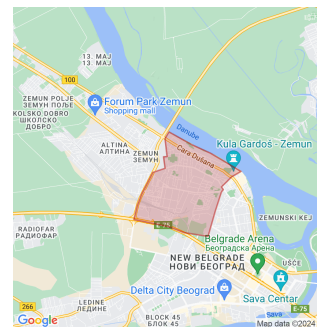 13. MAJ
13. МАЈ
100
ZEMUN POLJE
ЗЕМУН ПОЉЕ
KOLSKO DOBRO
ШКОЛСКО
ДОБРО
Forum Park Zemun
Shopping mall
Danube
Cara Dušana
Kula Gardoš - Zemun
ALTINA
АЛТИНА
ZEMUN
ЗЕМУН
RADIOFAR
РАДИОФАР
E-75
ZEMUNSKI KEJ
Belgrade Arena
Београдска Арена
NEW BELGRADE
НОВИ БЕОГРАД
UŠĆE
УШЋЕ
Delta City Beograd
Sava Centar
266
LEDINE
ЛЕДИНЕ
BLOCK 45
БЛОК 45
Sava
E-75
Google
Map data ©2024